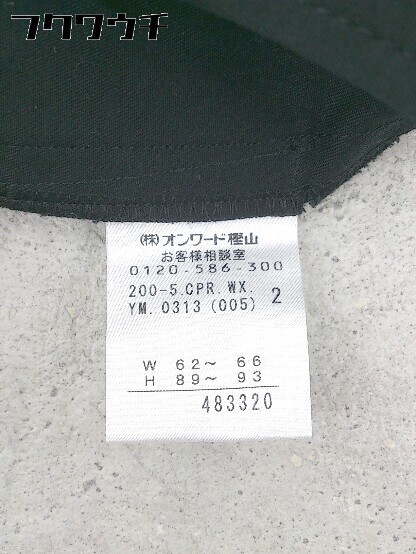 フクウクチ
(株)オンワード樫山
お客様相談室
0120-586-300
200-5.CPR.WX. 2
YM.0313(005)
W 62〜 66
H 89〜 93
483320